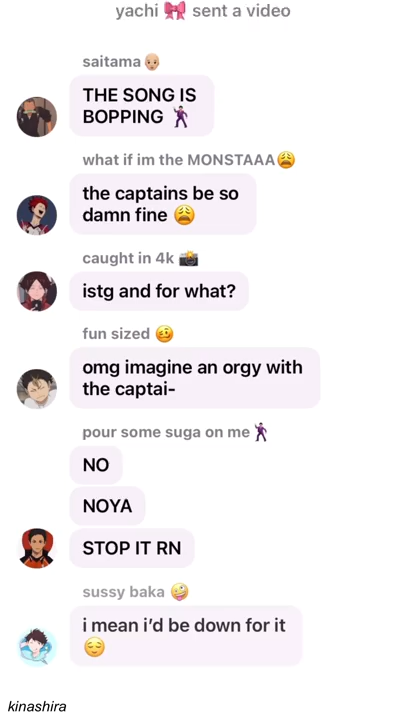 yachi 🎀 sent a video
saitama👴🏼
THE SONG IS
BOPPING 🕺
what if im the MONSTAAA😩
the captains be so
damn fine 😩
caught in 4k 📸
istg and for what?
fun sized 🥴
omg imagine an orgy with
the captai-
pour some suga on me🕺
NO
NOYA
STOP IT RN
sussy baka 🤪
i mean i'd be down for it
😌
kinashira